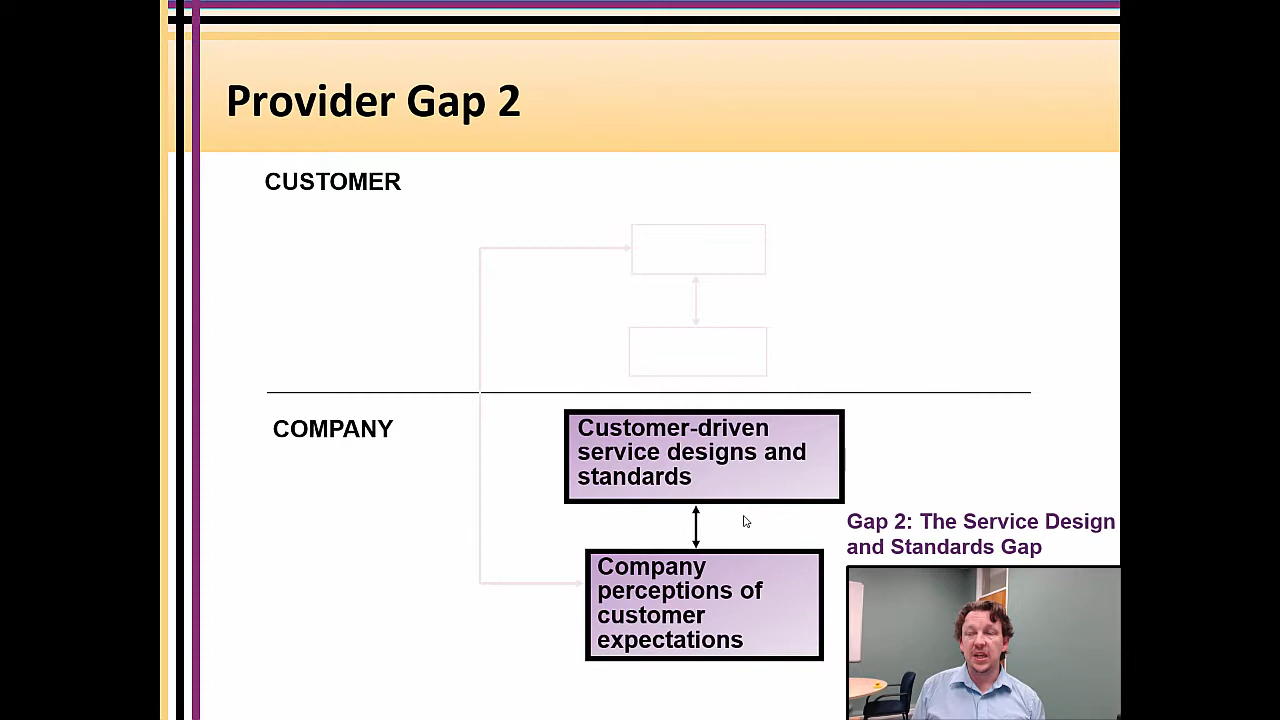 Provider Gap 2
CUSTOMER
COMPANY
Customer-driven
service designs and
standards
Gap 2: The Service Design
and Standards Gap
Company
perceptions of
customer
expectations